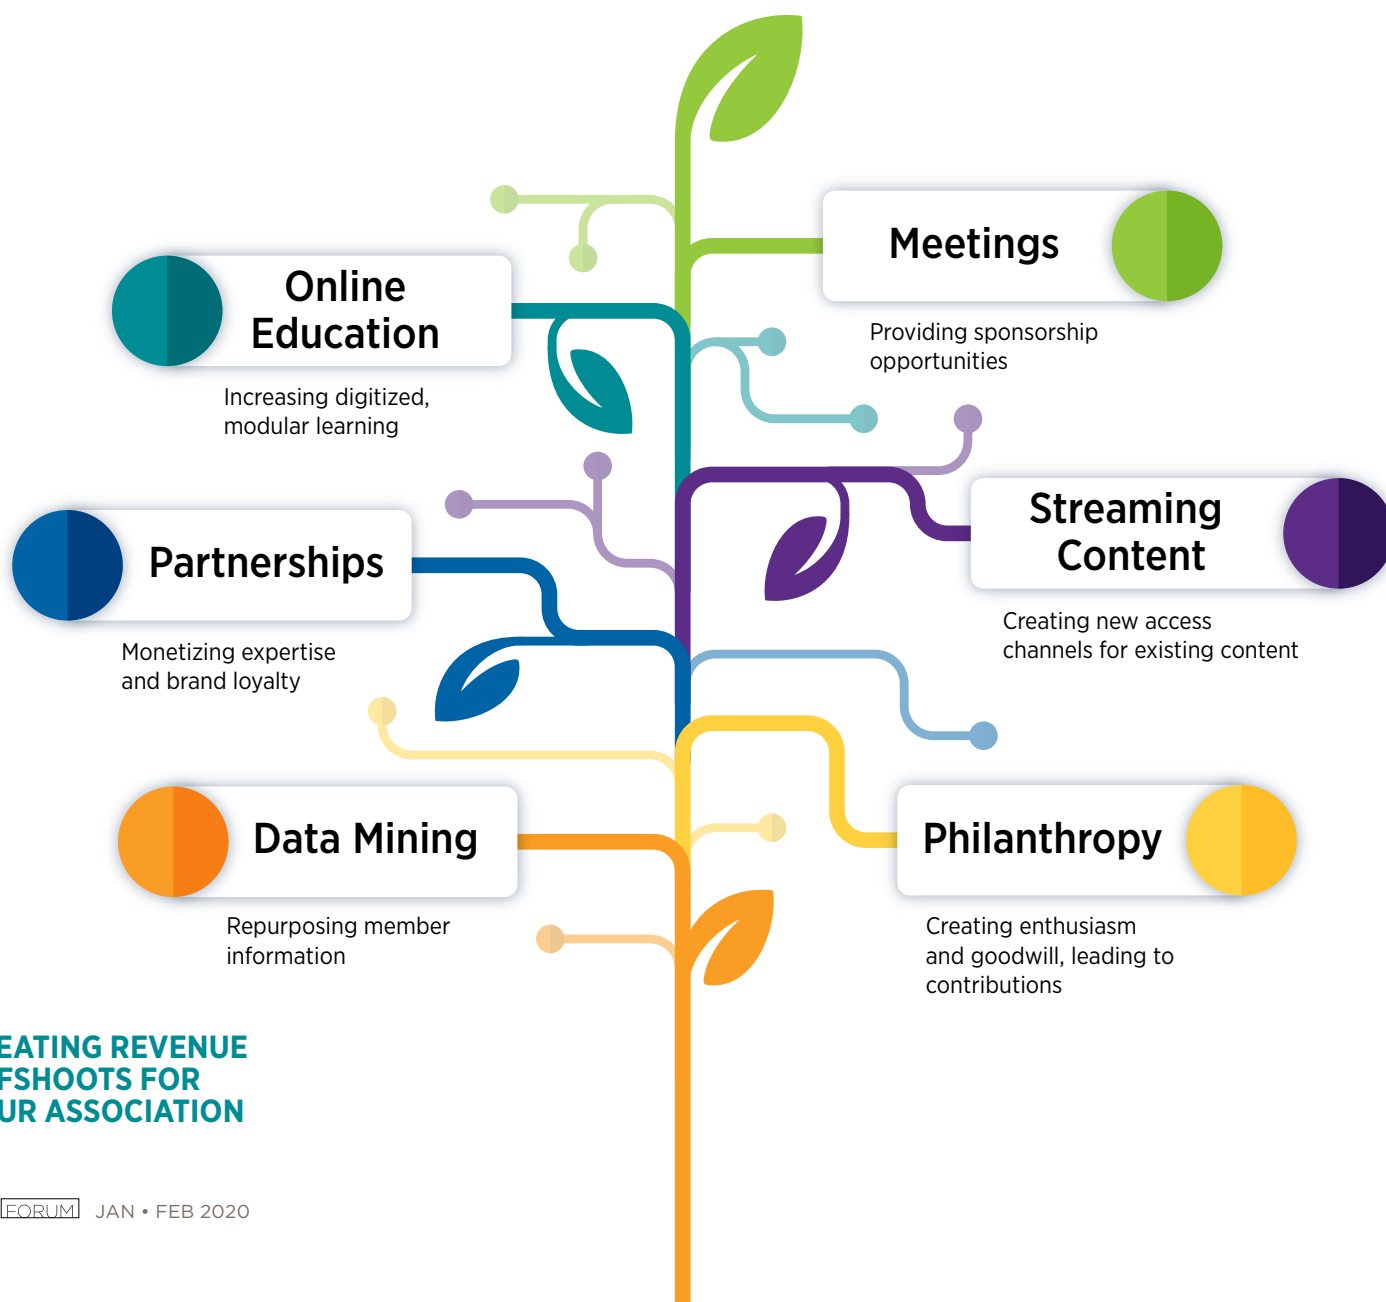 Meetings
Providing sponsorship
opportunities
Online
Education
Increasing digitized,
modular learning
Streaming
Content
Creating new access
channels for existing content
Partnerships
Monetizing expertise
and brand loyalty
Data Mining
Repurposing member
information
Philanthropy
Creating enthusiasm
and goodwill, leading to
contributions
EATING REVENUE
FSHOOTS FOR
UR ASSOCIATION
FORUM JAN • FEB 2020